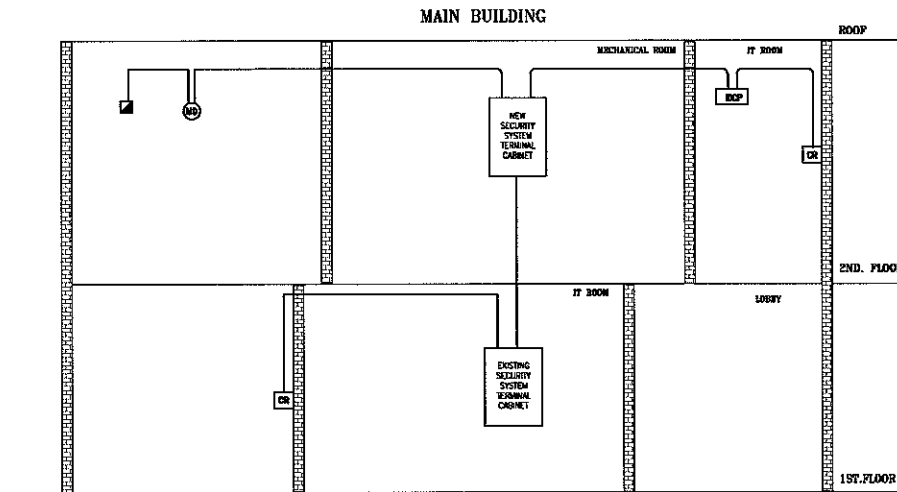 MAIN BUILDING
ROOF
MECHANICAL ROOM
IT ROOM
MD
DCP
NEW
SECURITY
SYSTEM
TERMINAL
CABINET
CR
2ND. FLOO
IT ROOM
LOBBY
EXISTING
SECURITY
SYSTEM
TERMINAL
CABINET
CR
1ST.FLOOR